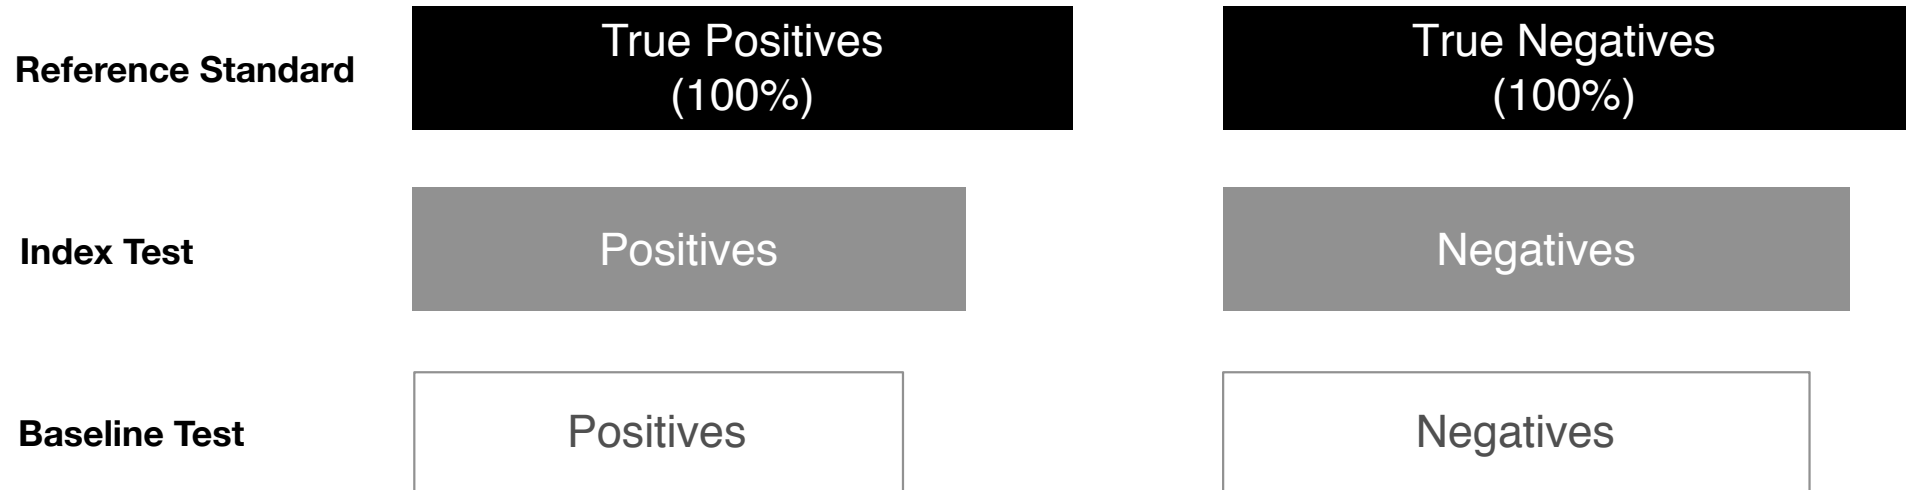 Reference Standard
True Positives
(100%)
True Negatives
(100%)
Index Test
Positives
Negatives
Baseline Test
Positives
Negatives